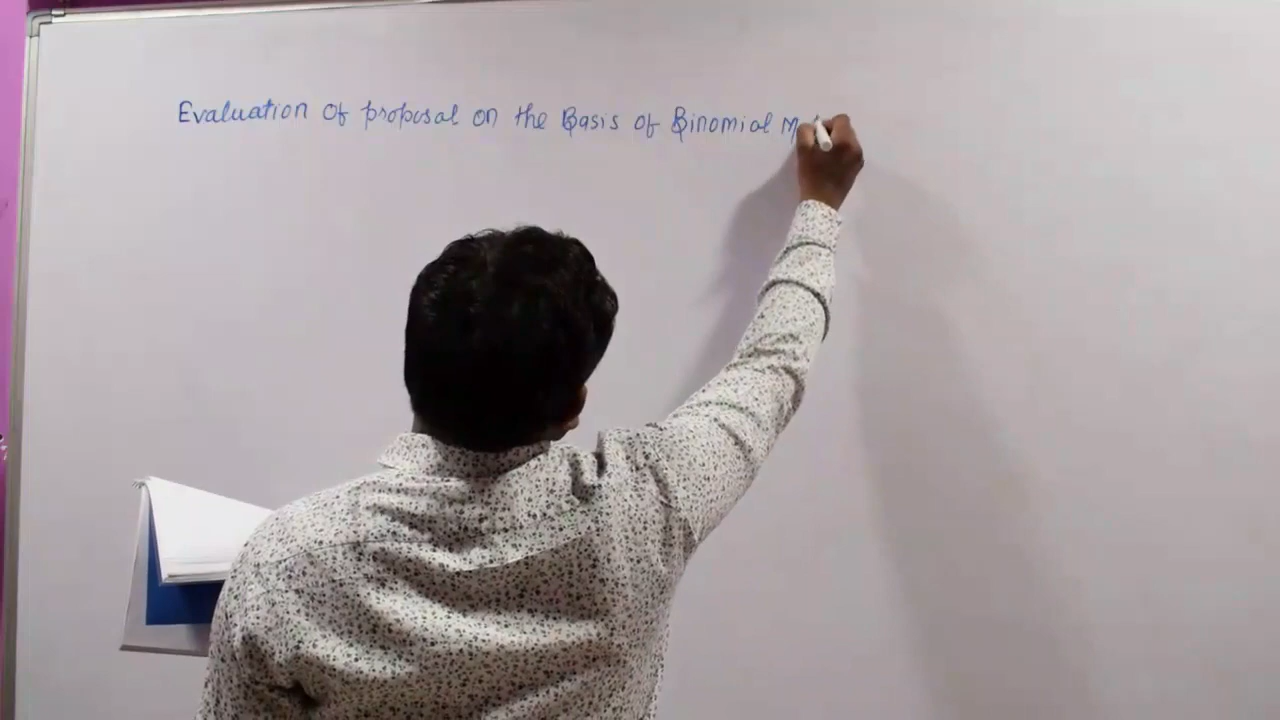 Evaluation of proposal on the Basis of Binomial M